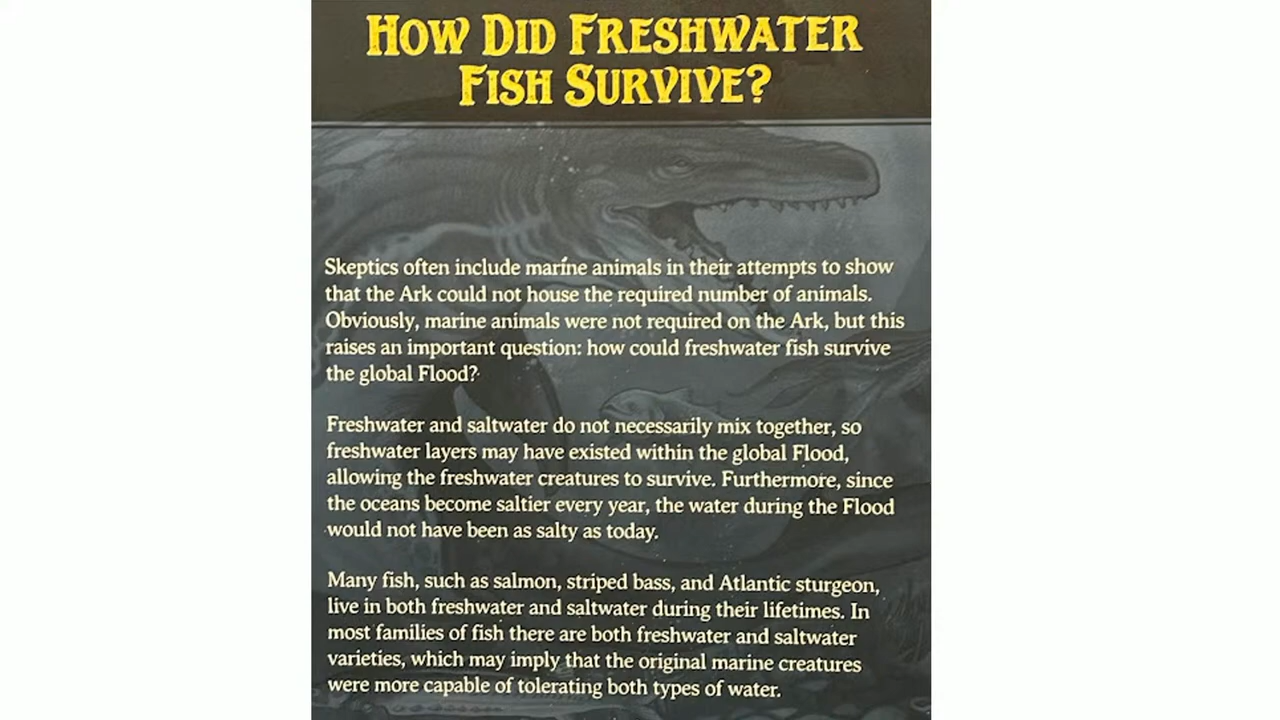 HOW DID FRESHWATER
FISH SURVIVE?
Skeptics often include marine animals in their attempts to show
that the Ark could not house the required number of animals.
Obviously, marine animals were not required on the Ark, but this
raises an important question: how could freshwater fish survive
the global Flood?
Freshwater and saltwater do not necessarily mix together, so
freshwater layers may have existed within the global Flood,
allowing the freshwater creatures to survive. Furthermore, since
the oceans become saltier every year, the water during the Flood
would not have been as salty as today.
Many fish, such as salmon, striped bass, and Atlantic sturgeon,
live in both freshwater and saltwater during their lifetimes. In
most families of fish there are both freshwater and saltwater
varieties, which may imply that the original marine creatures
were more capable of tolerating both types of water.